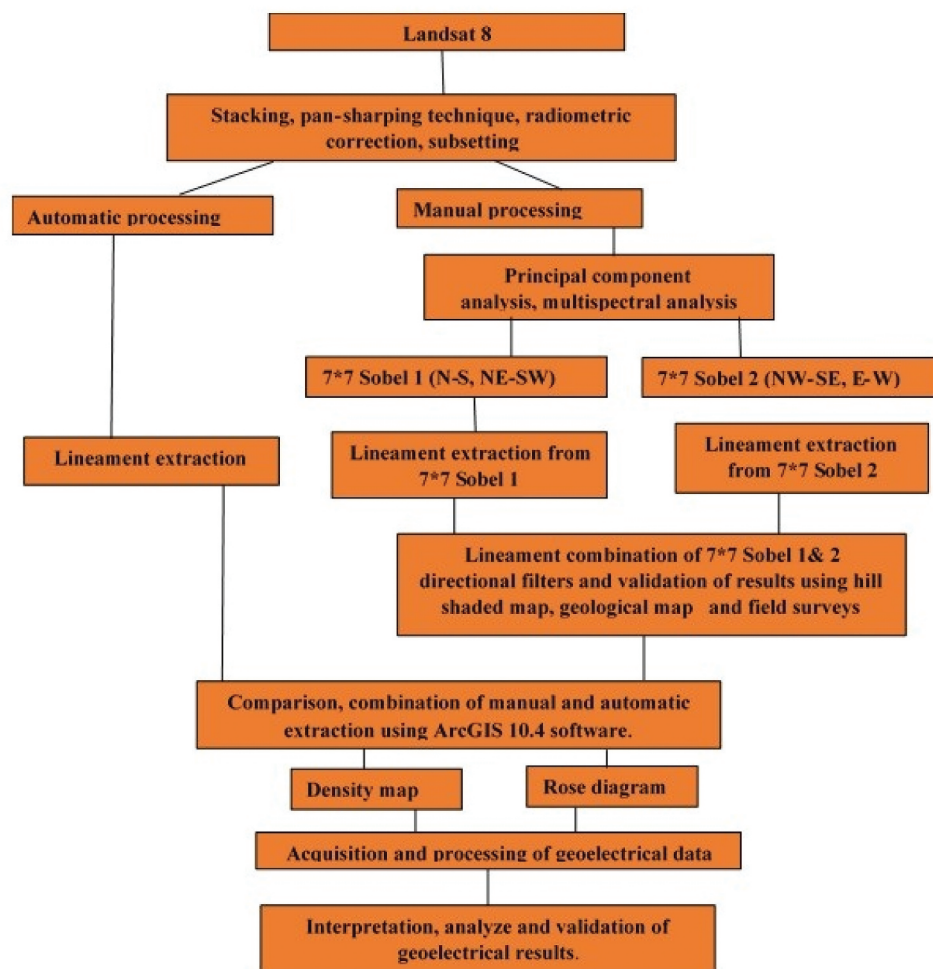 Landsat 8
Stacking, pan-sharping technique, radiometric
correction, subsetting
Automatic processing
Manual processing
Principal component
analysis, multispectral analysis
7*7 Sobel 1 (N-S, NE-SW)
7*7 Sobel 2 (NW-SE, E-W)
Lineament extraction
Lineament extraction from
7*7 Sobel 1
Lineament extraction
from 7*7 Sobel 2
Lineament combination of 7*7 Sobel 1& 2
directional filters and validation of results using hill
shaded map, geological map and field surveys
Comparison, combination of manual and automatic
extraction using ArcGIS 10.4 software.
Density map
Rose diagram
Acquisition and processing of geoelectrical data
Interpretation, analyze and validation of
geoelectrical results.